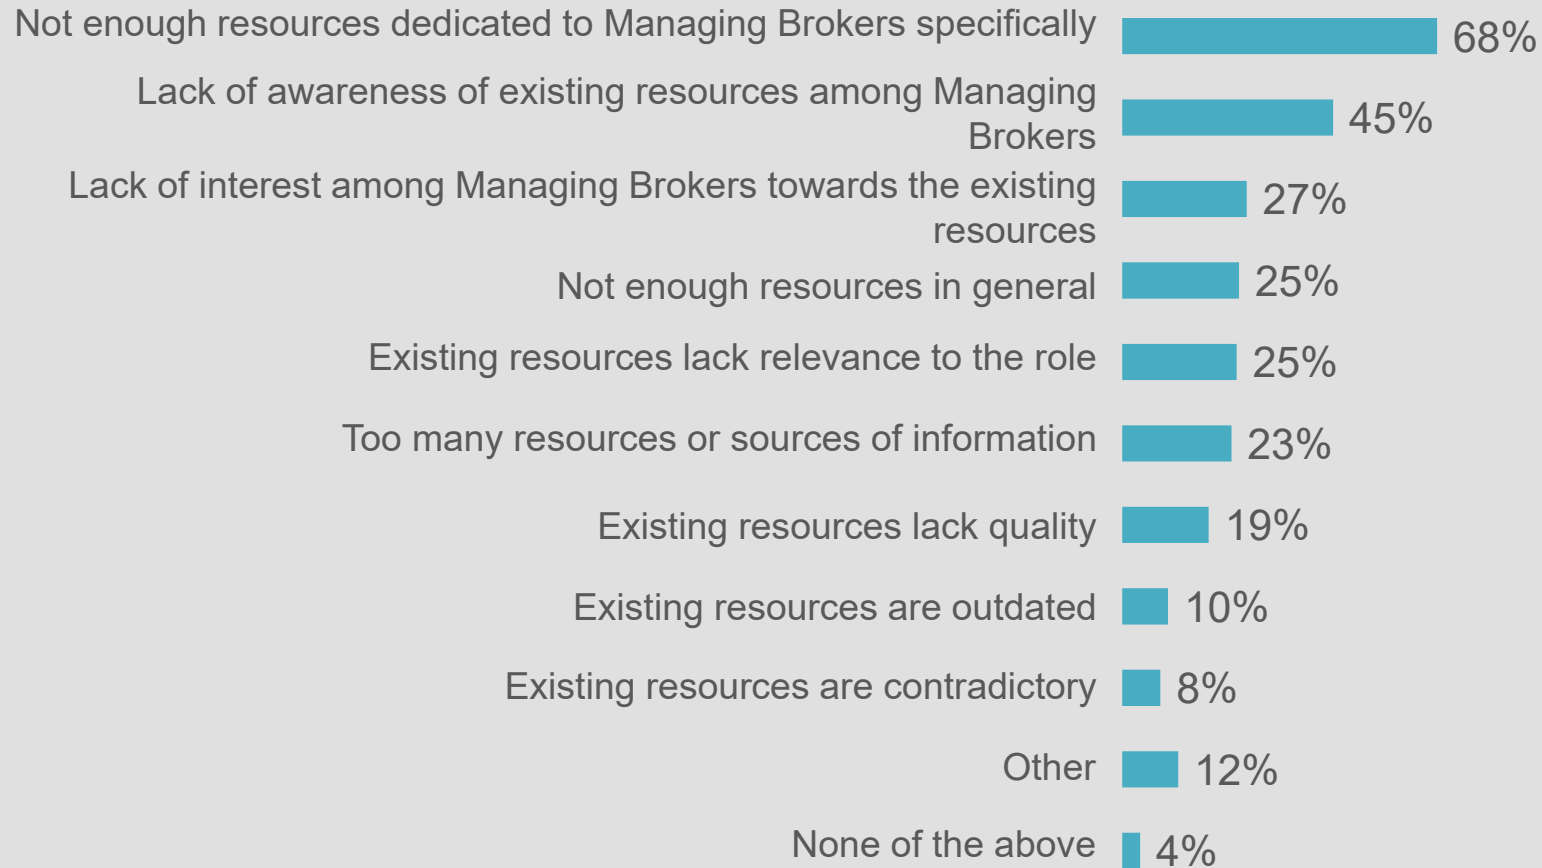 Not enough resources dedicated to Managing Brokers specifically 68%
Lack of awareness of existing resources among Managing
Brokers 45%
Lack of interest among Managing Brokers towards the existing
resources 27%
Not enough resources in general 25%
Existing resources lack relevance to the role 25%
Too many resources or sources of information 23%
Existing resources lack quality 19%
Existing resources are outdated 10%
Existing resources are contradictory 8%
Other 12%
None of the above 4%